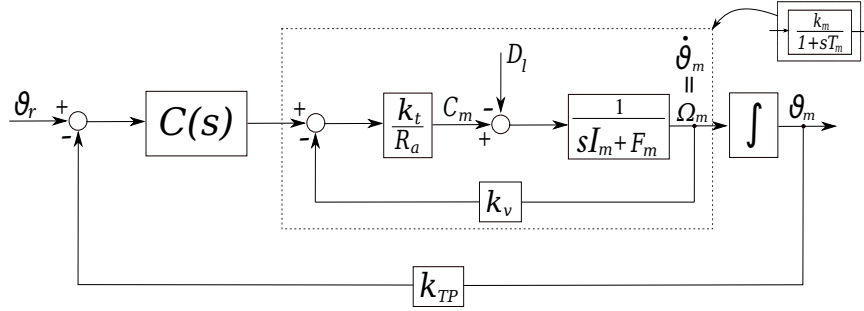 k_m
1+sT_m
ϑ̇_m
=
Ω_m
D_l
ϑ_r
+
-
C(s)
+
-
k_t
R_a
C_m
-
+
1
sI_m+F_m
∫
ϑ_m
k_v
k_TP